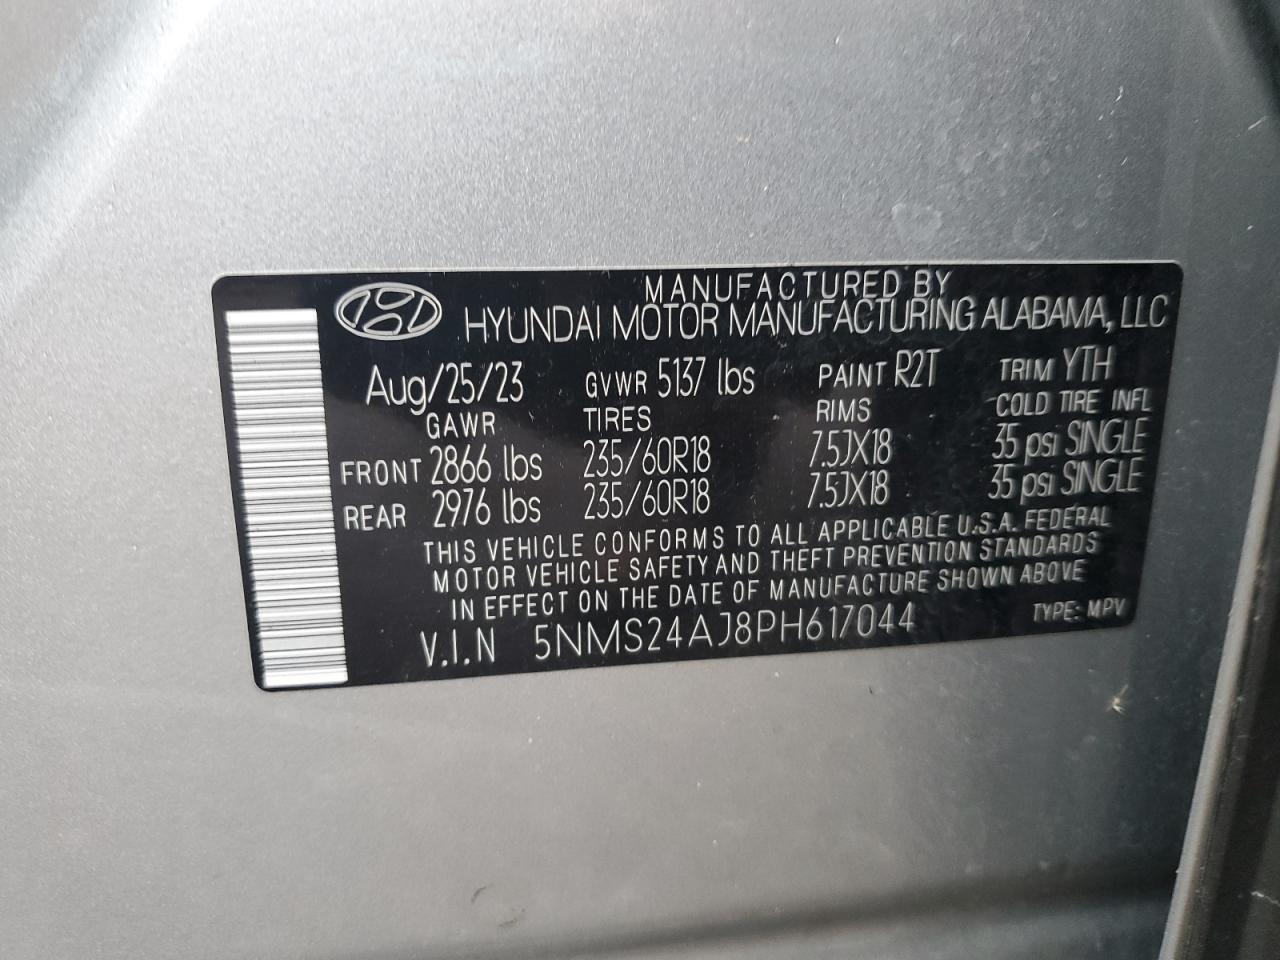 MANUFACTURED BY
HYUNDAI MOTOR MANUFACTURING ALABAMA, LLC
Aug/25/23 GVWR 5137 lbs PAINT R2T TRIM YTH
GAWR TIRES RIMS COLD TIRE INFL
FRONT 2866 lbs 235/60R18 7.5JX18 35 psi SINGLE
REAR 2976 lbs 235/60R18 7.5JX18 35 psi SINGLE
THIS VEHICLE CONFORMS TO ALL APPLICABLE U.S.A. FEDERAL
MOTOR VEHICLE SAFETY AND THEFT PREVENTION STANDARDS
IN EFFECT ON THE DATE OF MANUFACTURE SHOWN ABOVE
V.I.N 5NMS24AJ8PH617044 TYPE: MPV